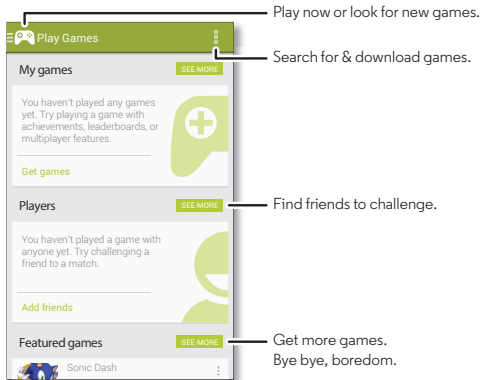 Play now or look for new games.
Play Games
Search for & download games.
My games
SEE MORE
You haven't played any games
yet. Try playing a game with
achievements, leaderboards, or
multiplayer features.
Get games
Players
SEE MORE
Find friends to challenge.
You haven't played a game with
anyone yet. Try challenging a
friend to a match.
Add friends
Featured games
SEE MORE
Get more games.
Bye bye, boredom.
Sonic Dash